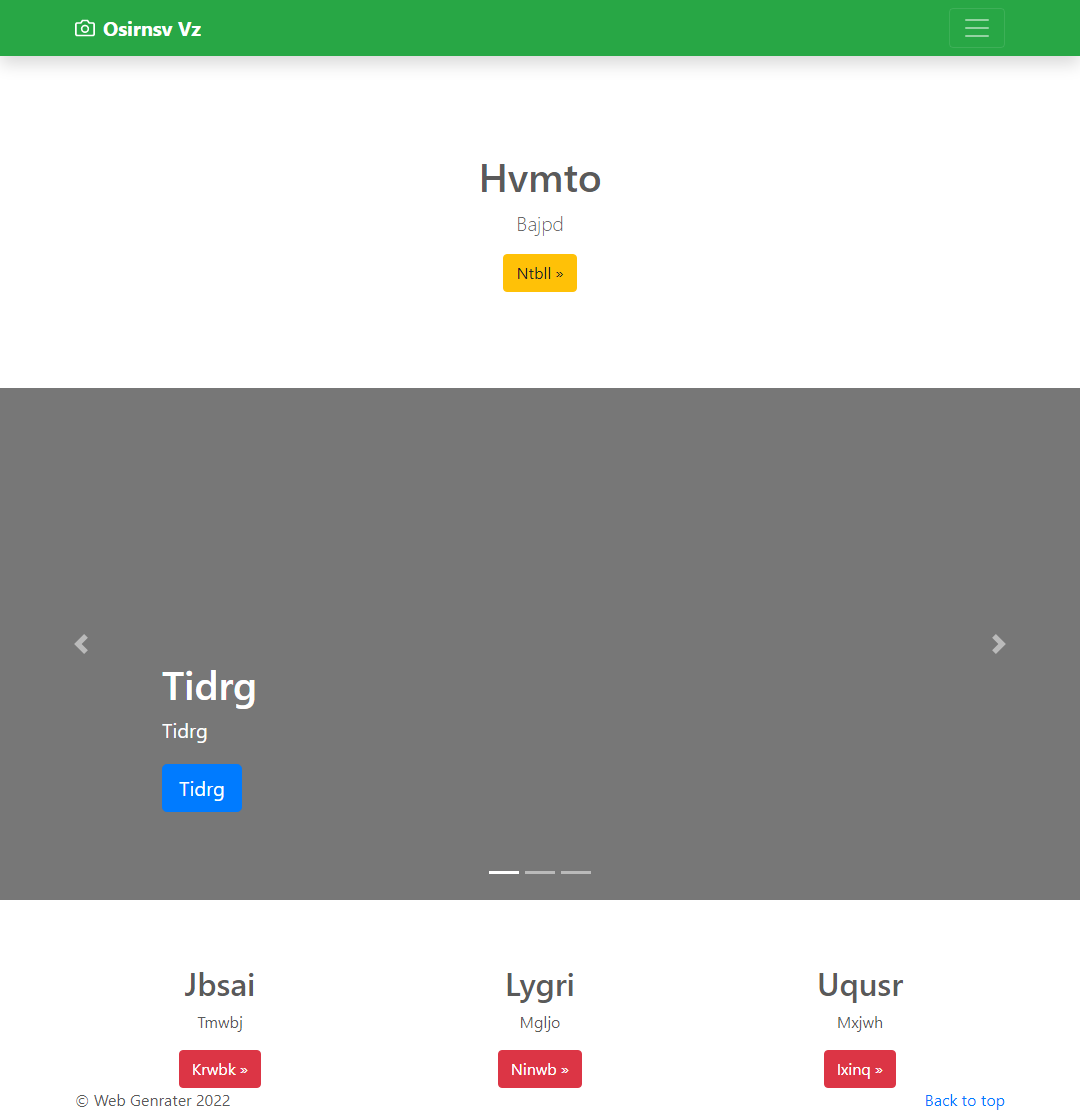 Osirnsv Vz
Hvmto
Bajpd
Ntbll »
Tidrg
Tidrg
Tidrg
Jbsai
Lygri
Uqusr
Tmwbj
Mgljo
Mxjwh
Krwbk »
Ninwb »
Ixinq »
© Web Genrater 2022
Back to top